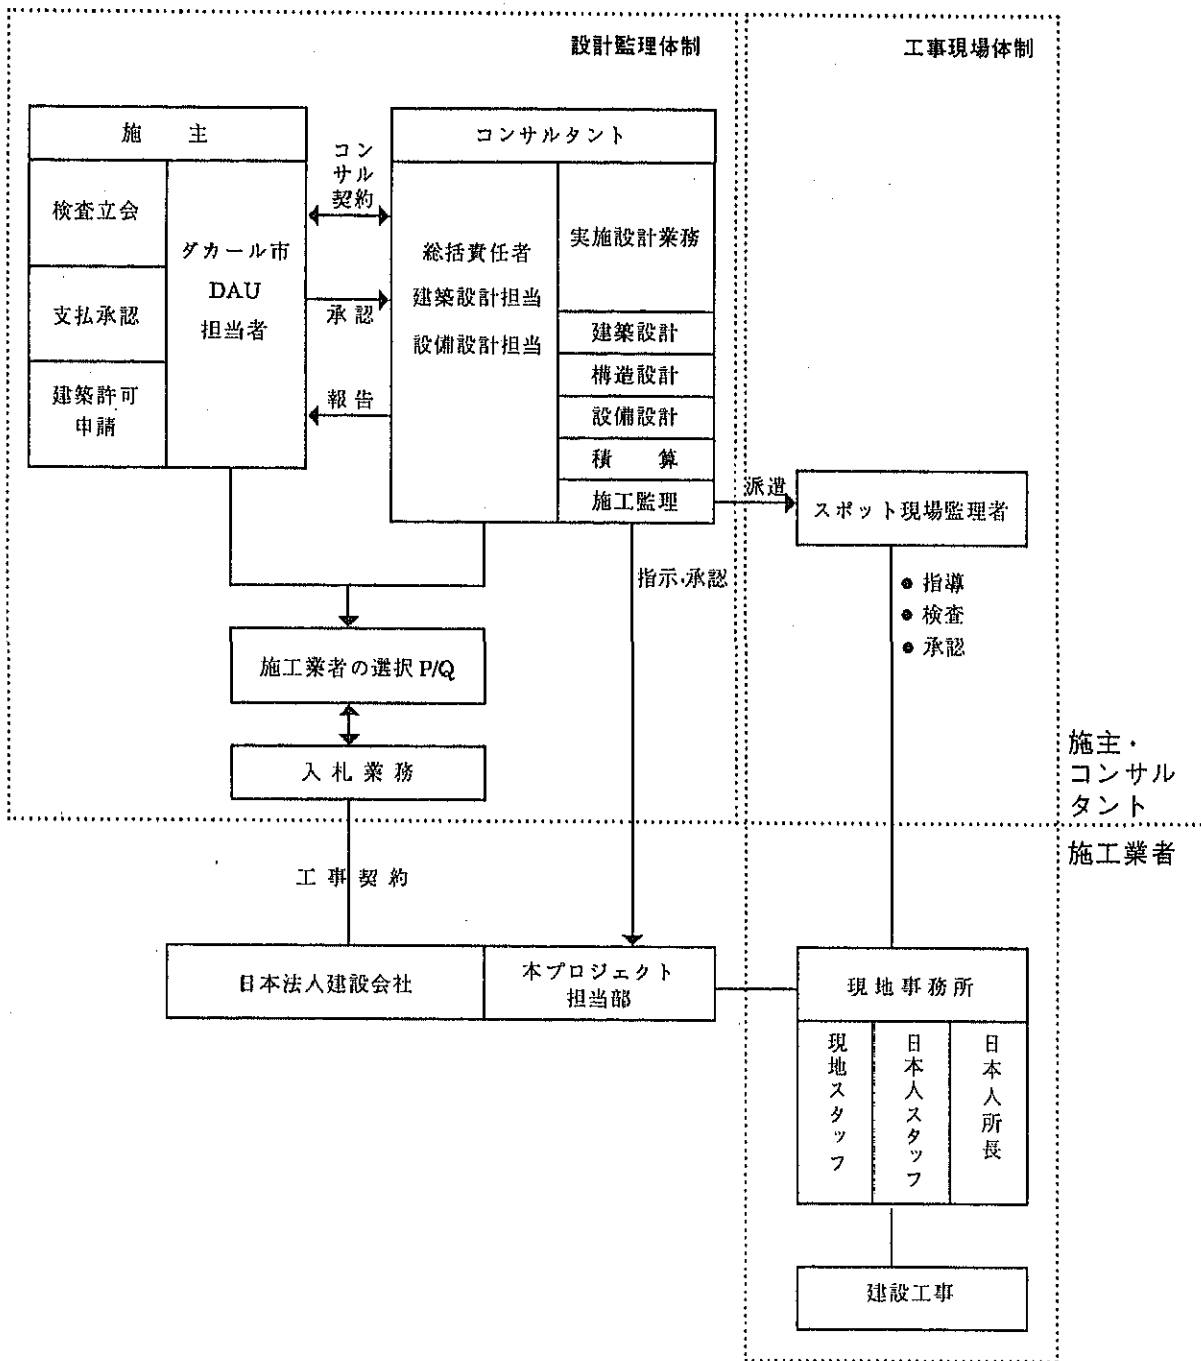 設計監理体制
工事現場体制
施　　主
検査立会
支払承認
建築許可
申請
ダカール市
DAU
担当者
コン
サル
契約
承認
報告
コンサルタント
総括責任者
建築設計担当
設備設計担当
実施設計業務
建築設計
構造設計
設備設計
積　　算
施工監理
派遣
スポット現場監理者
指示・承認
● 指導
● 検査
● 承認
施工業者の選択 P/Q
入札業務
施主・
コンサル
タント
施工業者
工事契約
日本法人建設会社
本プロジェクト
担当部
現地事務所
現地スタッフ
日本人スタッフ
日本人所長
建設工事